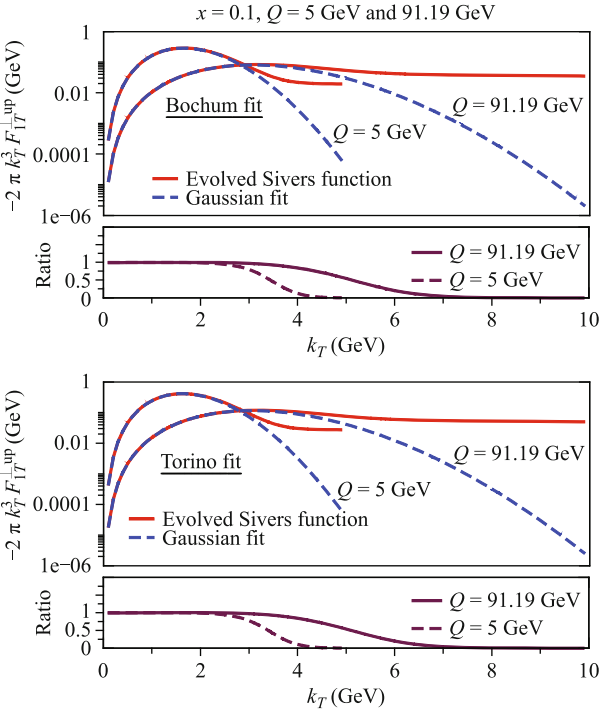 x = 0.1, Q = 5 GeV and 91.19 GeV
−2 π k_T^3 F_{1T}^{⊥up} (GeV)
1
0.01
0.0001
1e−06
Bochum fit
Q = 91.19 GeV
Q = 5 GeV
Evolved Sivers function
Gaussian fit
Ratio
1
0.5
0
Q = 91.19 GeV
Q = 5 GeV
0 2 4 6 8 10
k_T (GeV)
−2 π k_T^3 F_{1T}^{⊥up} (GeV)
1
0.01
0.0001
1e−06
Torino fit
Q = 91.19 GeV
Q = 5 GeV
Evolved Sivers function
Gaussian fit
Ratio
1
0.5
0
Q = 91.19 GeV
Q = 5 GeV
0 2 4 6 8 10
k_T (GeV)